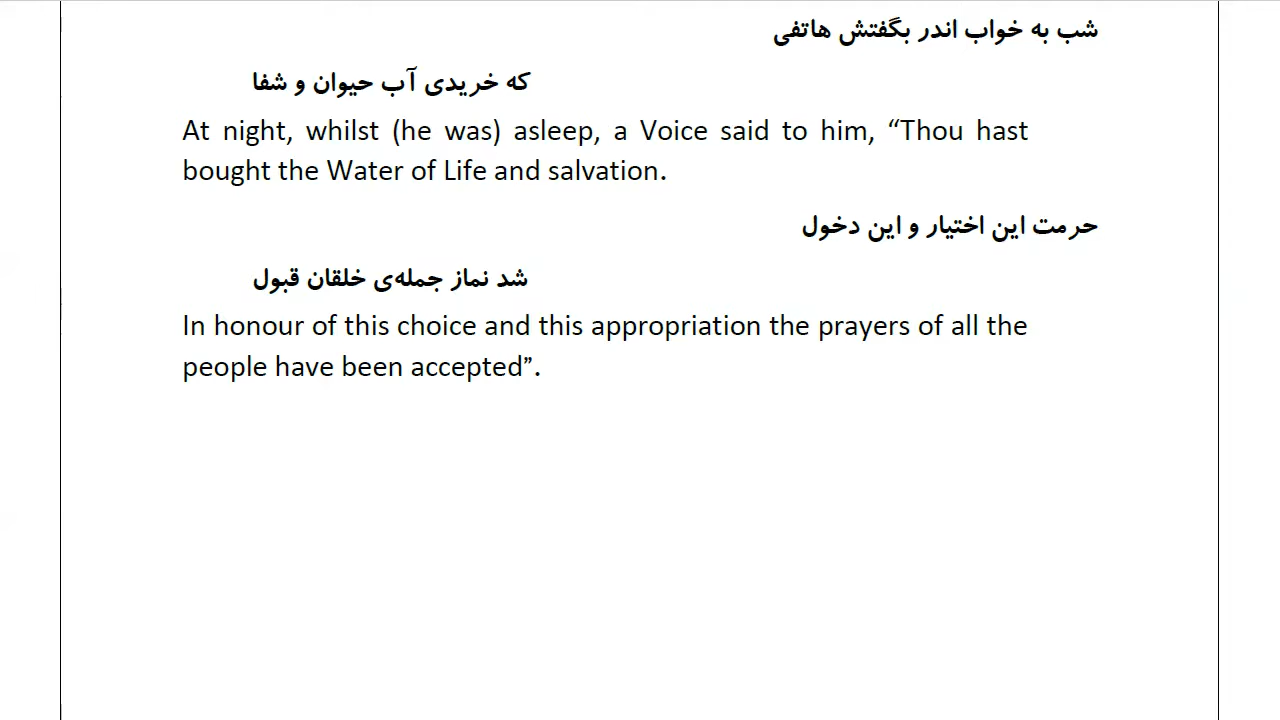 شب به خواب اندر بگفتش هاتفی
که خریدی آب حیوان و شفا
At night, whilst (he was) asleep, a Voice said to him, “Thou hast
bought the Water of Life and salvation.
حرمت این اختیار و این دخول
شد نماز جمله‌ی خلقان قبول
In honour of this choice and this appropriation the prayers of all the
people have been accepted”.